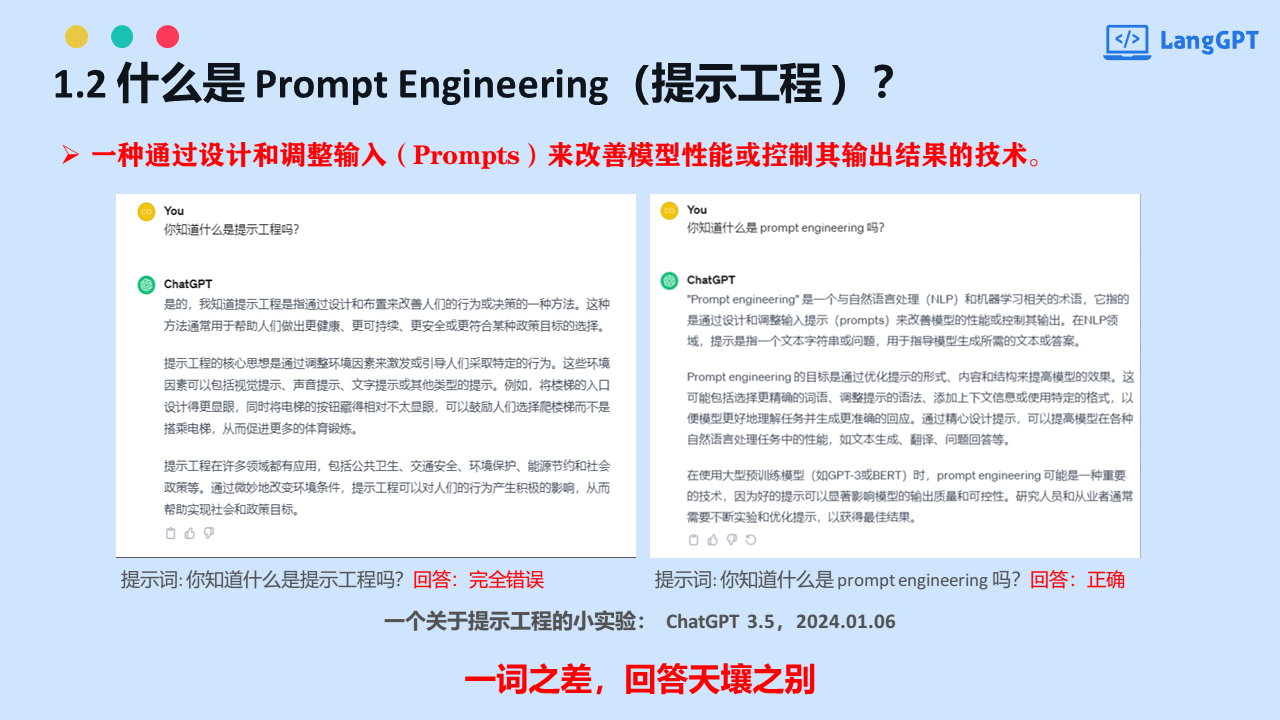 LangGPT
1.2 什么是 Prompt Engineering（提示工程）？
一种通过设计和调整输入（Prompts）来改善模型性能或控制其输出结果的技术。
You
你知道什么是提示工程吗？
ChatGPT
是的，我知道提示工程是指通过设计和布置来改善人们的行为或决策的一种方法。这种
方法通常用于帮助人们做出更健康、更可持续、更安全或更符合某种政策目标的选择。
提示工程的核心思想是通过调整环境因素来激发或引导人们采取特定的行为。这些环境
因素可以包括视觉提示、声音提示、文字提示或其他类型的提示。例如，将楼梯的入口
设计得更显眼，同时将电梯的按钮藏得相对不太显眼，可以鼓励人们选择爬楼梯而不是
搭乘电梯，从而促进更多的体育锻炼。
提示工程在许多领域都有应用，包括公共卫生、交通安全、环境保护、能源节约和社会
政策等。通过微妙地改变环境条件，提示工程可以对人们的行为产生积极的影响，从而
帮助实现社会和政策目标。
You
你知道什么是 prompt engineering 吗？
ChatGPT
"Prompt engineering" 是一个与自然语言处理（NLP）和机器学习相关的术语，它指的
是通过设计和调整输入提示（prompts）来改善模型的性能或控制其输出。在NLP领
域，提示是指一个文本字符串或问题，用于指导模型生成所需的文本或答案。
Prompt engineering 的目标是通过优化提示的形式、内容和结构来提高模型的效果。这
可能包括选择更精确的词语、调整提示的语法、添加上下文信息或使用特定的格式，以
便模型更好地理解任务并生成更准确的回应。通过精心设计提示，可以提高模型在各种
自然语言处理任务中的性能，如文本生成、翻译、问题回答等。
在使用大型预训练模型（如GPT-3或BERT）时，prompt engineering 可能是一种重要
的技术，因为好的提示可以显著影响模型的输出质量和可控性。研究人员和从业者通常
需要不断实验和优化提示，以获得最佳结果。
提示词: 你知道什么是提示工程吗？回答：完全错误
提示词: 你知道什么是 prompt engineering 吗？回答：正确
一个关于提示工程的小实验： ChatGPT 3.5，2024.01.06
一词之差，回答天壤之别